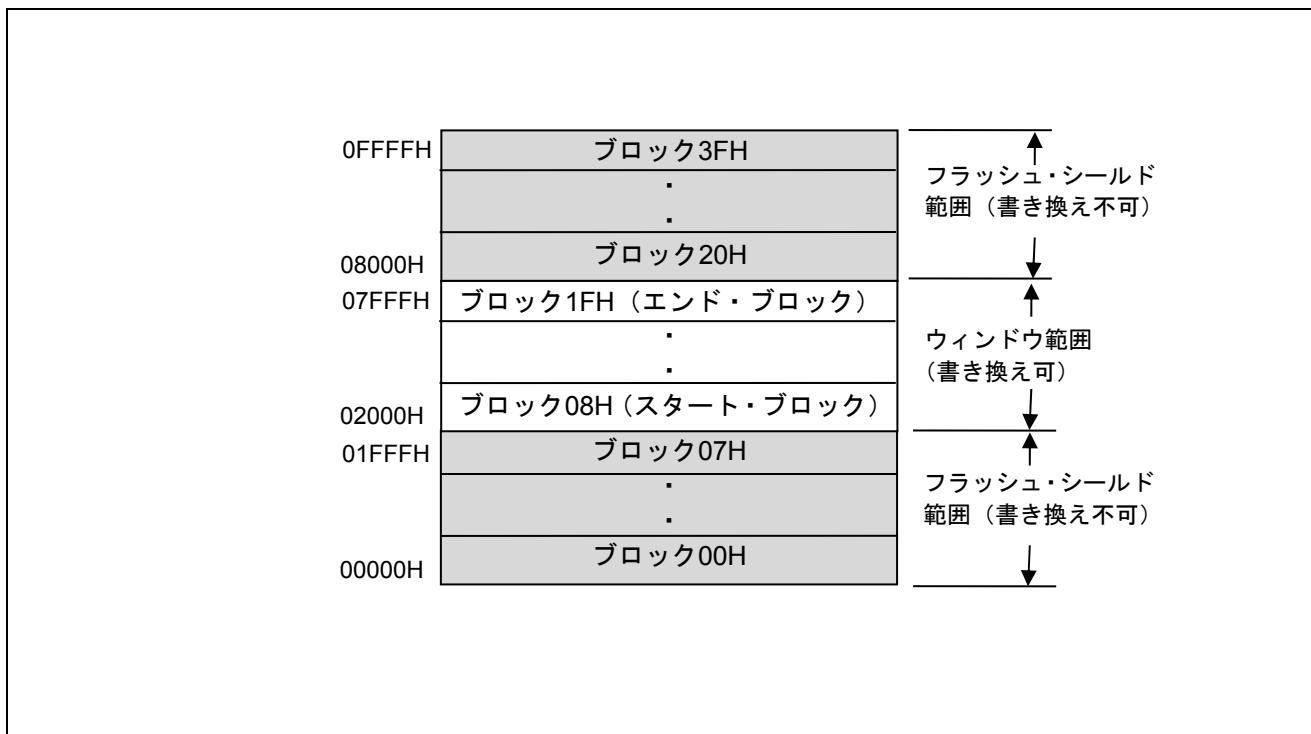 0FFFFH
ブロック3FH
・
・
ブロック20H
08000H
07FFFH
ブロック1FH（エンド・ブロック）
・
・
ブロック08H（スタート・ブロック）
02000H
01FFFH
ブロック07H
・
・
ブロック00H
00000H
フラッシュ・シールド
範囲（書き換え不可）
ウィンドウ範囲
（書き換え可）
フラッシュ・シールド
範囲（書き換え不可）